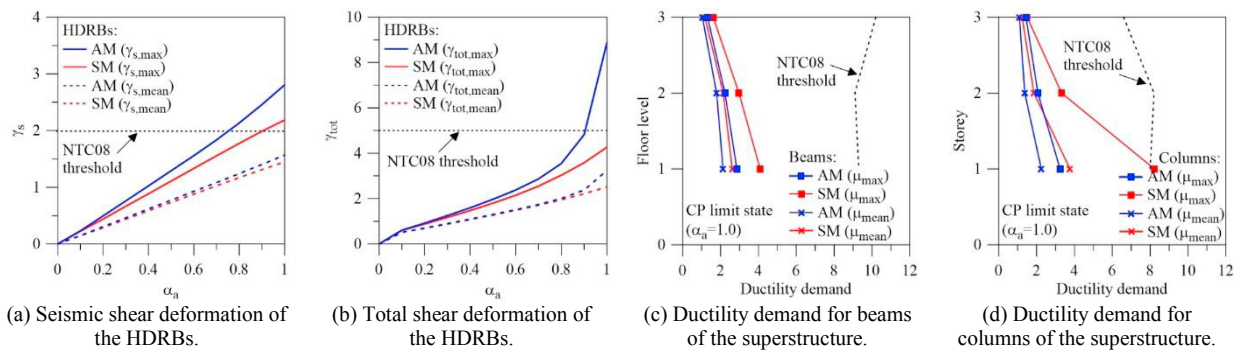 HDRBs:
AM (γs,max)
SM (γs,max)
AM (γs,mean)
SM (γs,mean)
NTC08
threshold
γs
4
3
2
1
0
0
0.2
0.4
0.6
0.8
1
αa
(a) Seismic shear deformation of
the HDRBs.
HDRBs:
AM (γtot,max)
SM (γtot,max)
AM (γtot,mean)
SM (γtot,mean)
NTC08 threshold
γtot
10
8
6
4
2
0
0
0.2
0.4
0.6
0.8
1
αa
(b) Total shear deformation of
the HDRBs.
NTC08
threshold
Beams:
AM (μmax)
SM (μmax)
AM (μmean)
SM (μmean)
CP limit state
(αa=1.0)
Floor level
3
2
1
0
0
2
4
6
8
10
12
Ductility demand
(c) Ductility demand for beams
of the superstructure.
NTC08
threshold
Columns:
AM (μmax)
SM (μmax)
AM (μmean)
SM (μmean)
CP limit state
(αa=1.0)
Storey
3
2
1
0
0
2
4
6
8
10
12
Ductility demand
(d) Ductility demand for
columns of the superstructure.